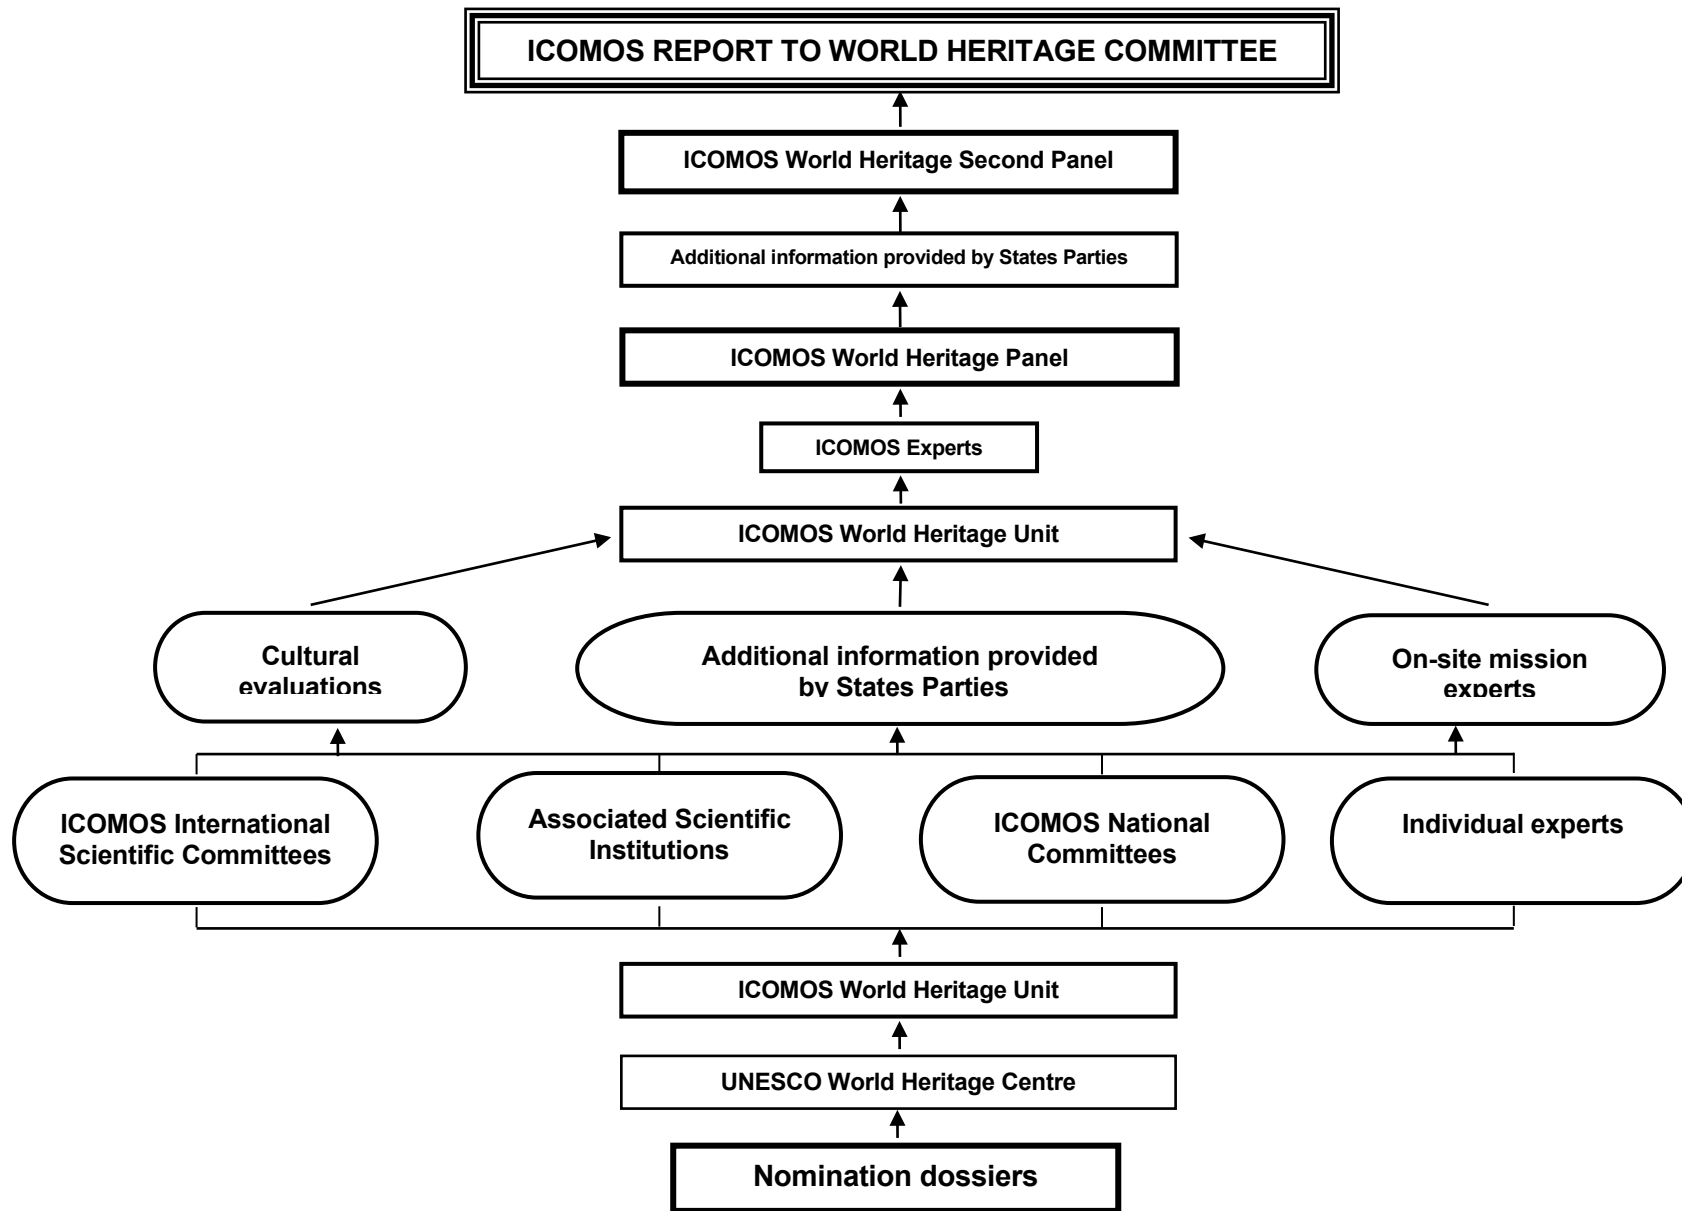 ICOMOS REPORT TO WORLD HERITAGE COMMITTEE
ICOMOS World Heritage Second Panel
Additional information provided by States Parties
ICOMOS World Heritage Panel
ICOMOS Experts
ICOMOS World Heritage Unit
Cultural
evaluations
Additional information provided
by States Parties
On-site mission
experts
ICOMOS International
Scientific Committees
Associated Scientific
Institutions
ICOMOS National
Committees
Individual experts
ICOMOS World Heritage Unit
UNESCO World Heritage Centre
Nomination dossiers